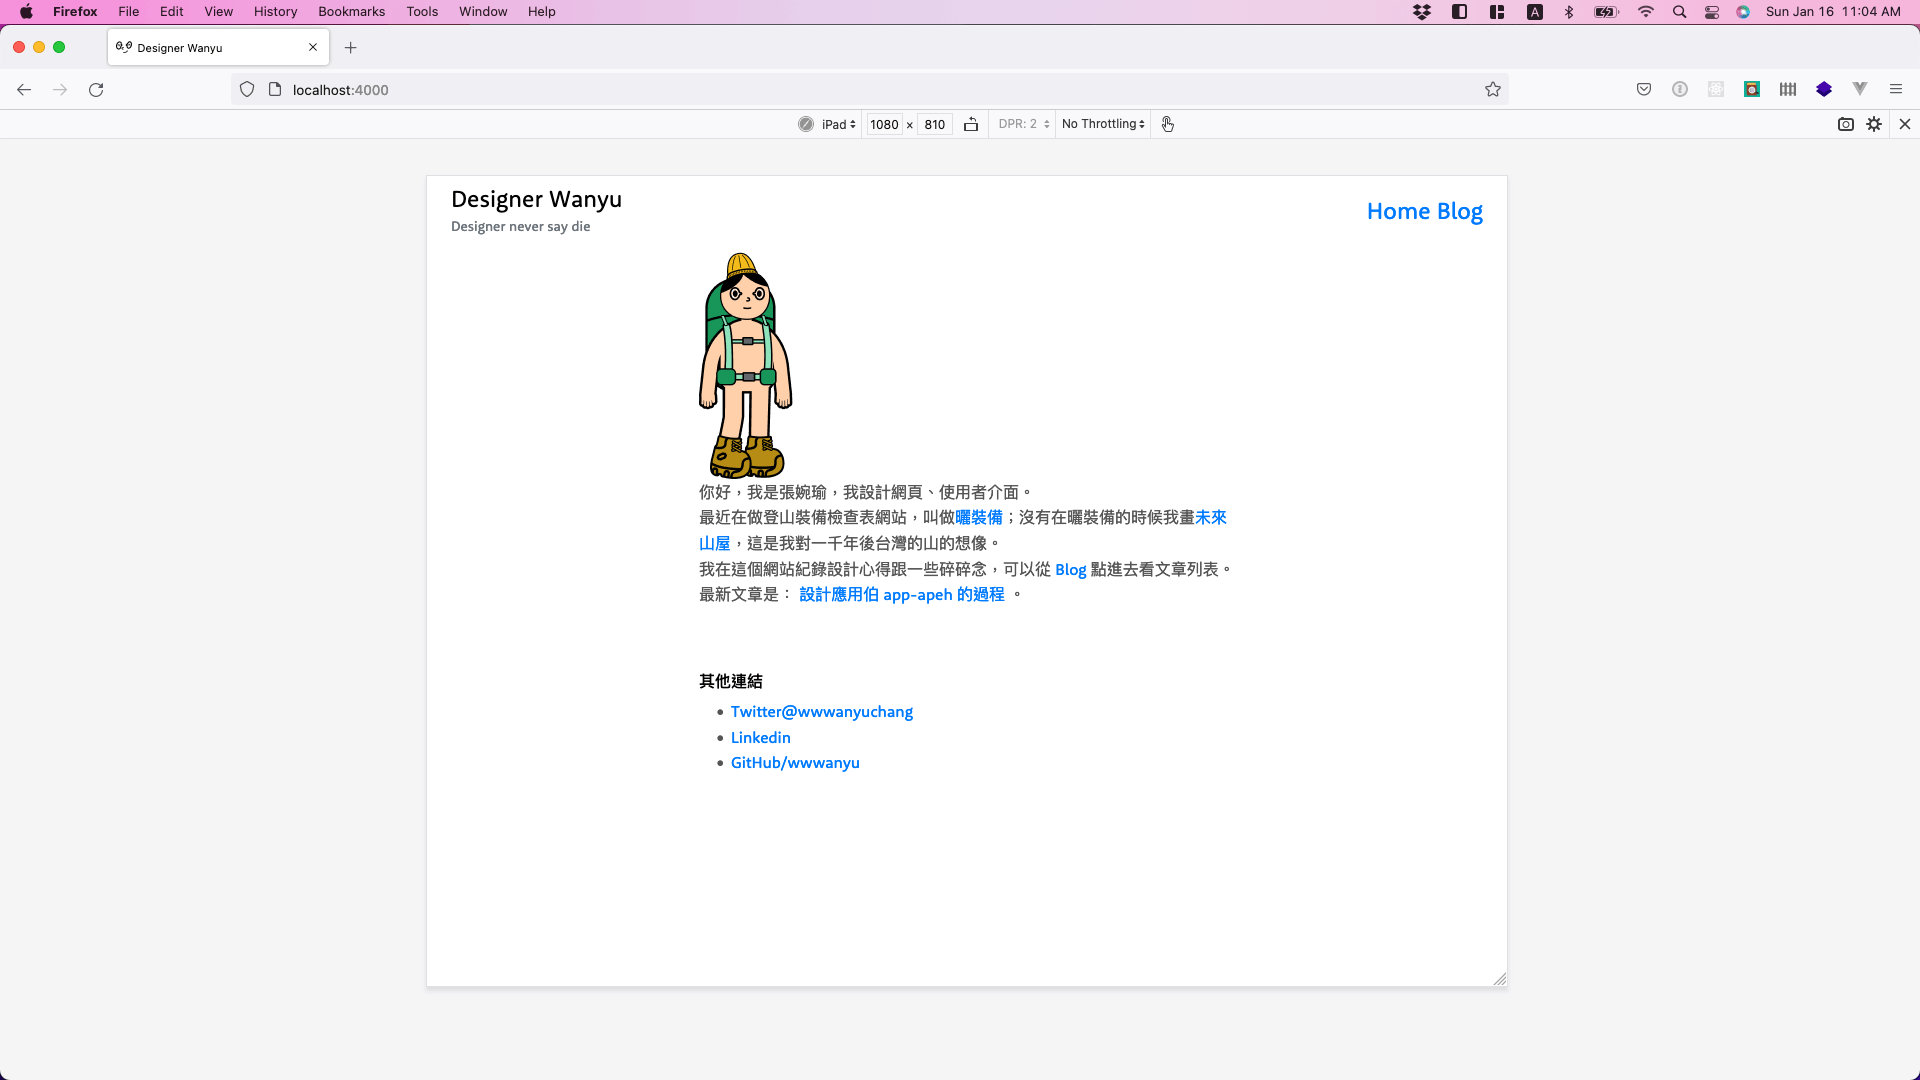 Firefox File Edit View History Bookmarks Tools Window Help A Sun Jan 16 11:04 AM
Designer Wanyu
localhost:4000
iPad 1080 × 810 DPR: 2 No Throttling
Designer Wanyu
Designer never say die
Home Blog
你好，我是張婉瑜，我設計網頁、使用者介面。
最近在做登山裝備檢查表網站，叫做曬裝備；沒有在曬裝備的時候我畫未來
山屋，這是我對一千年後台灣的山的想像。
我在這個網站紀錄設計心得跟一些碎碎念，可以從 Blog 點進去看文章列表。
最新文章是： 設計應用伯 app-apeh 的過程 。
其他連結
Twitter@wwwanyuchang
Linkedin
GitHub/wwwanyu